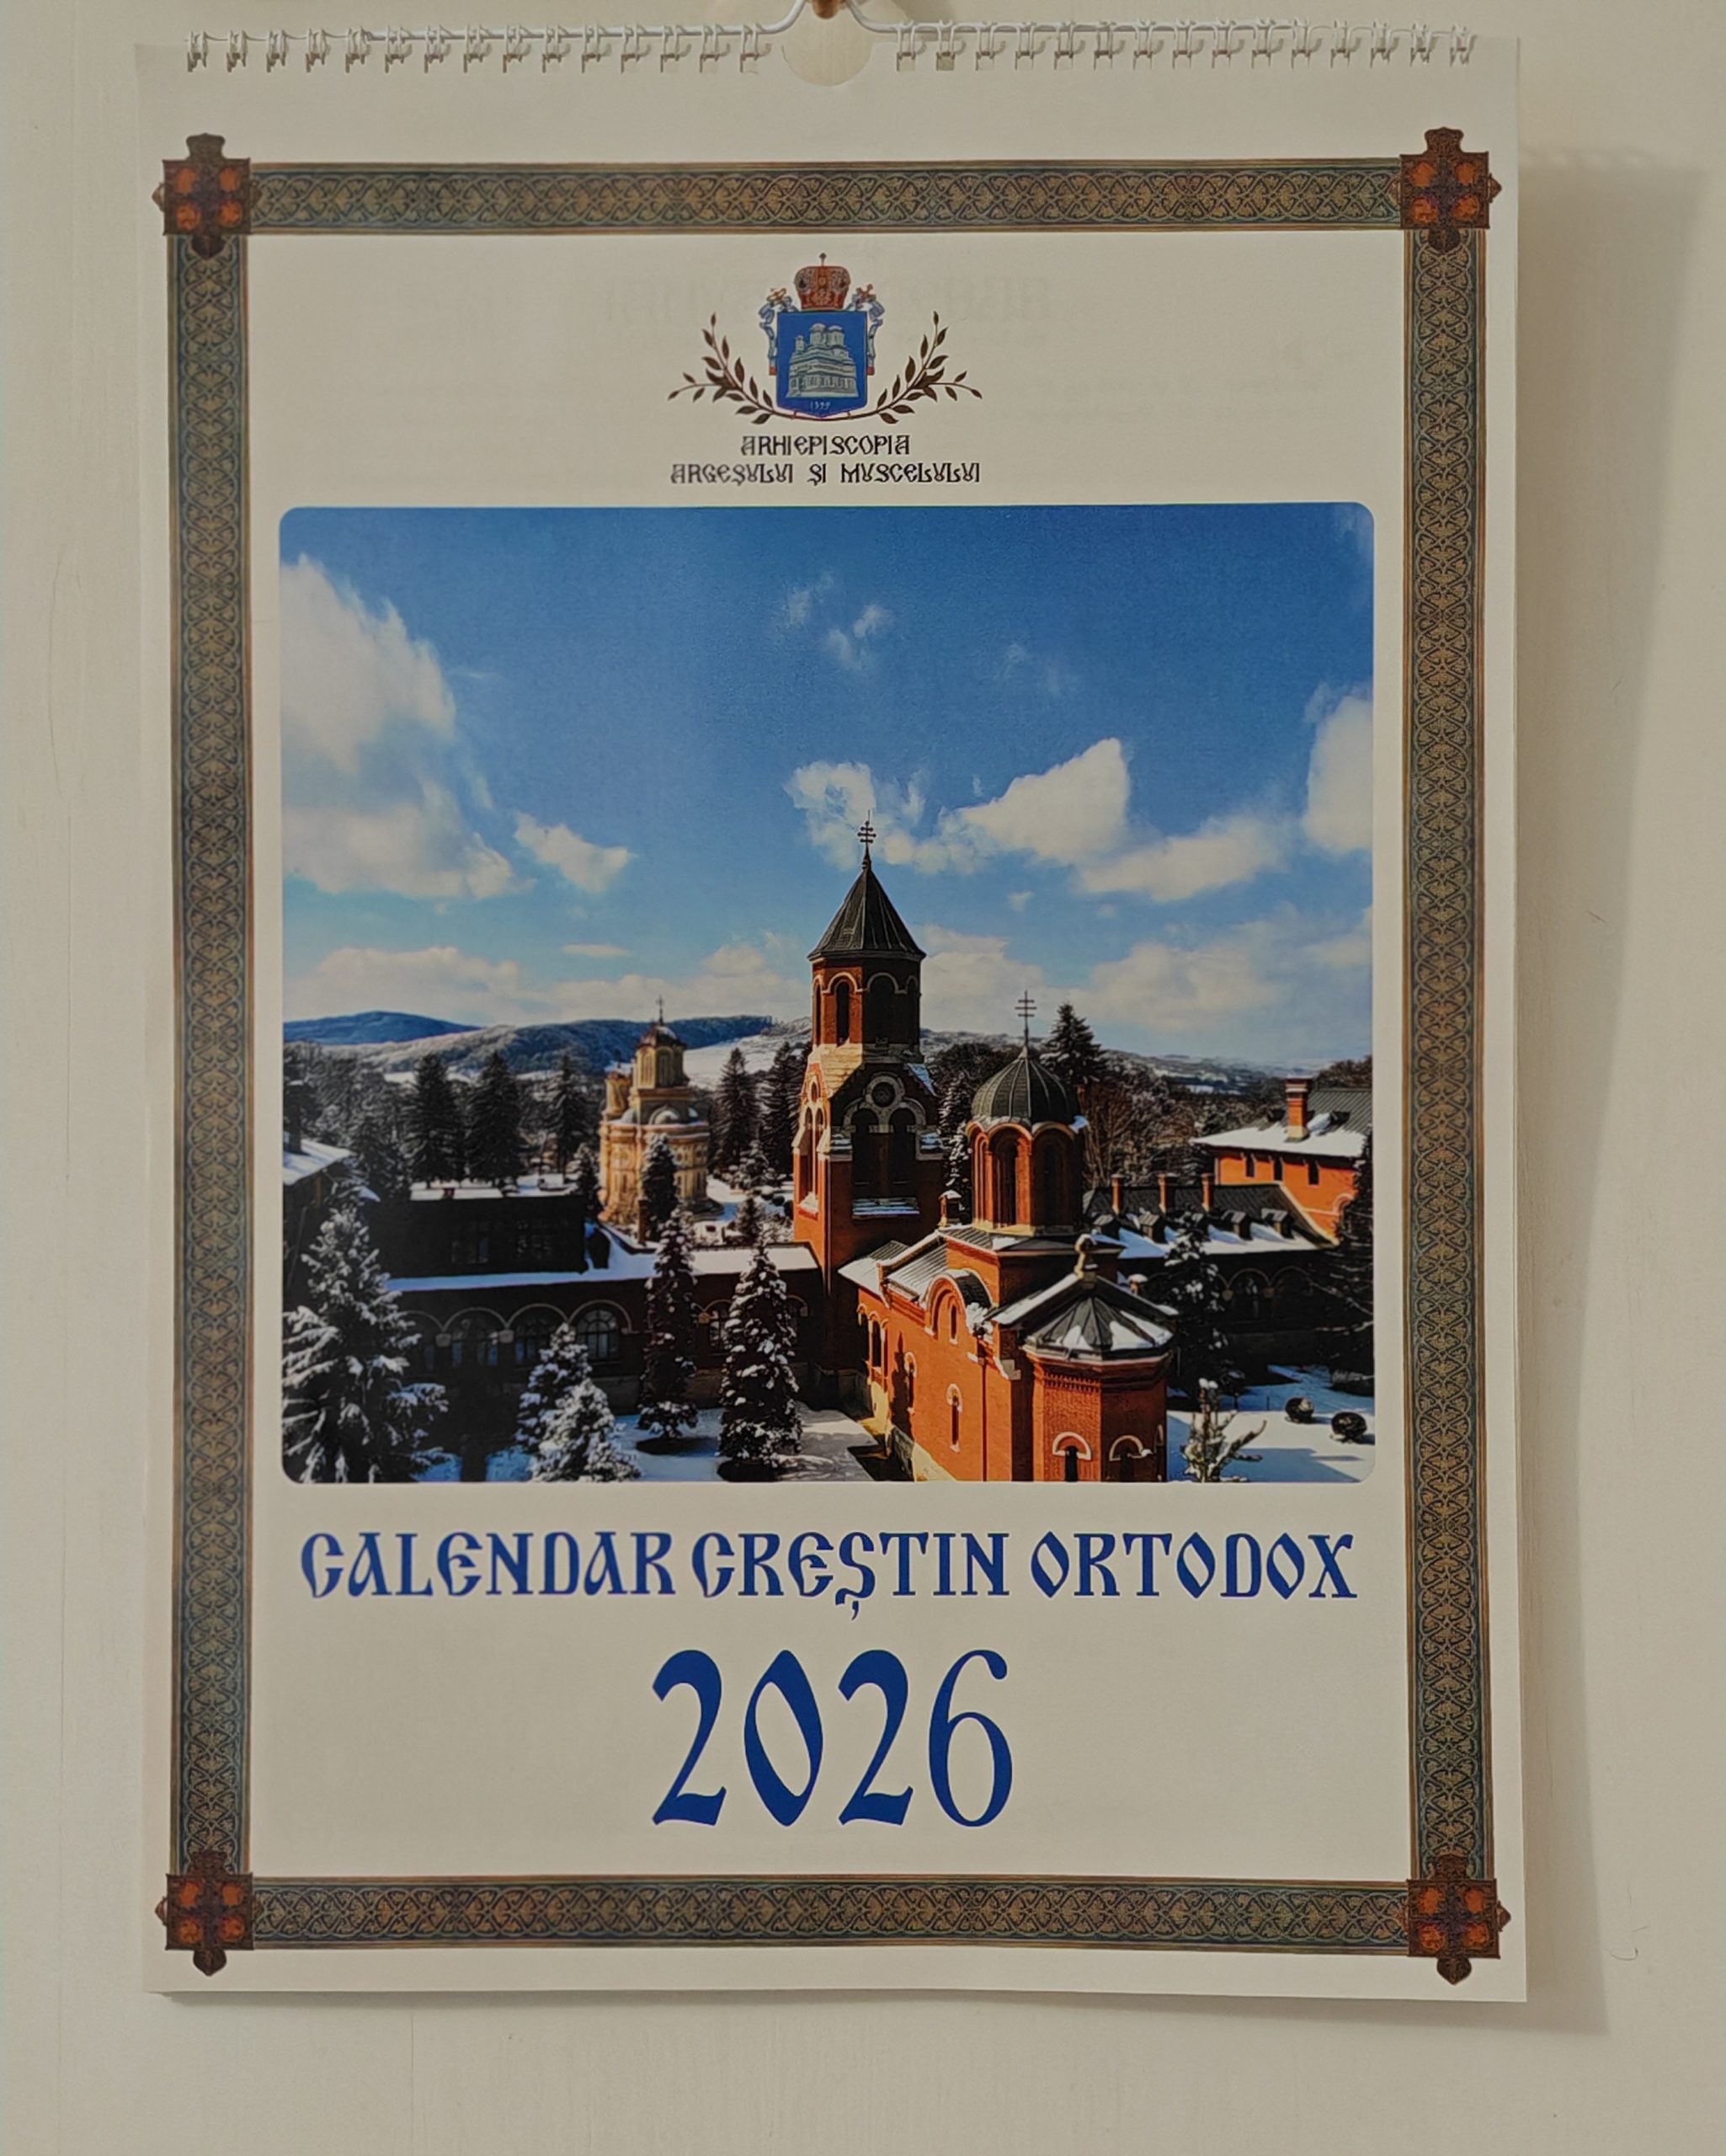 ARHIEPISCOPIA
ARGEȘULUI ȘI MUSCELULUI
CALENDAR CREȘTIN ORTODOX
2026